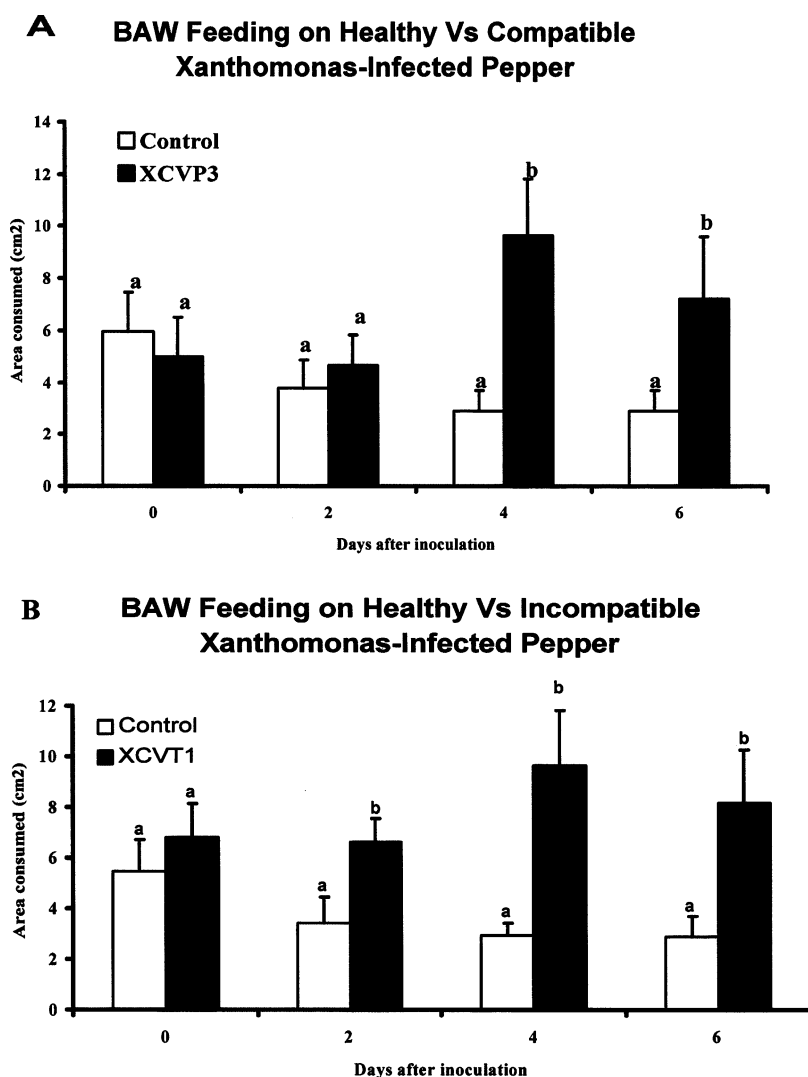 A
BAW Feeding on Healthy Vs Compatible
Xanthomonas-Infected Pepper
14
12
10
8
6
4
2
0
Area consumed (cm2)
Control
XCVP3
a
a
a
a
a
b
a
b
0
2
4
6
Days after inoculation
B
BAW Feeding on Healthy Vs Incompatible
Xanthomonas-Infected Pepper
12
10
8
6
4
2
0
Area consumed (cm2)
Control
XCVT1
a
a
a
b
a
b
a
b
0
2
4
6
Days after inoculation